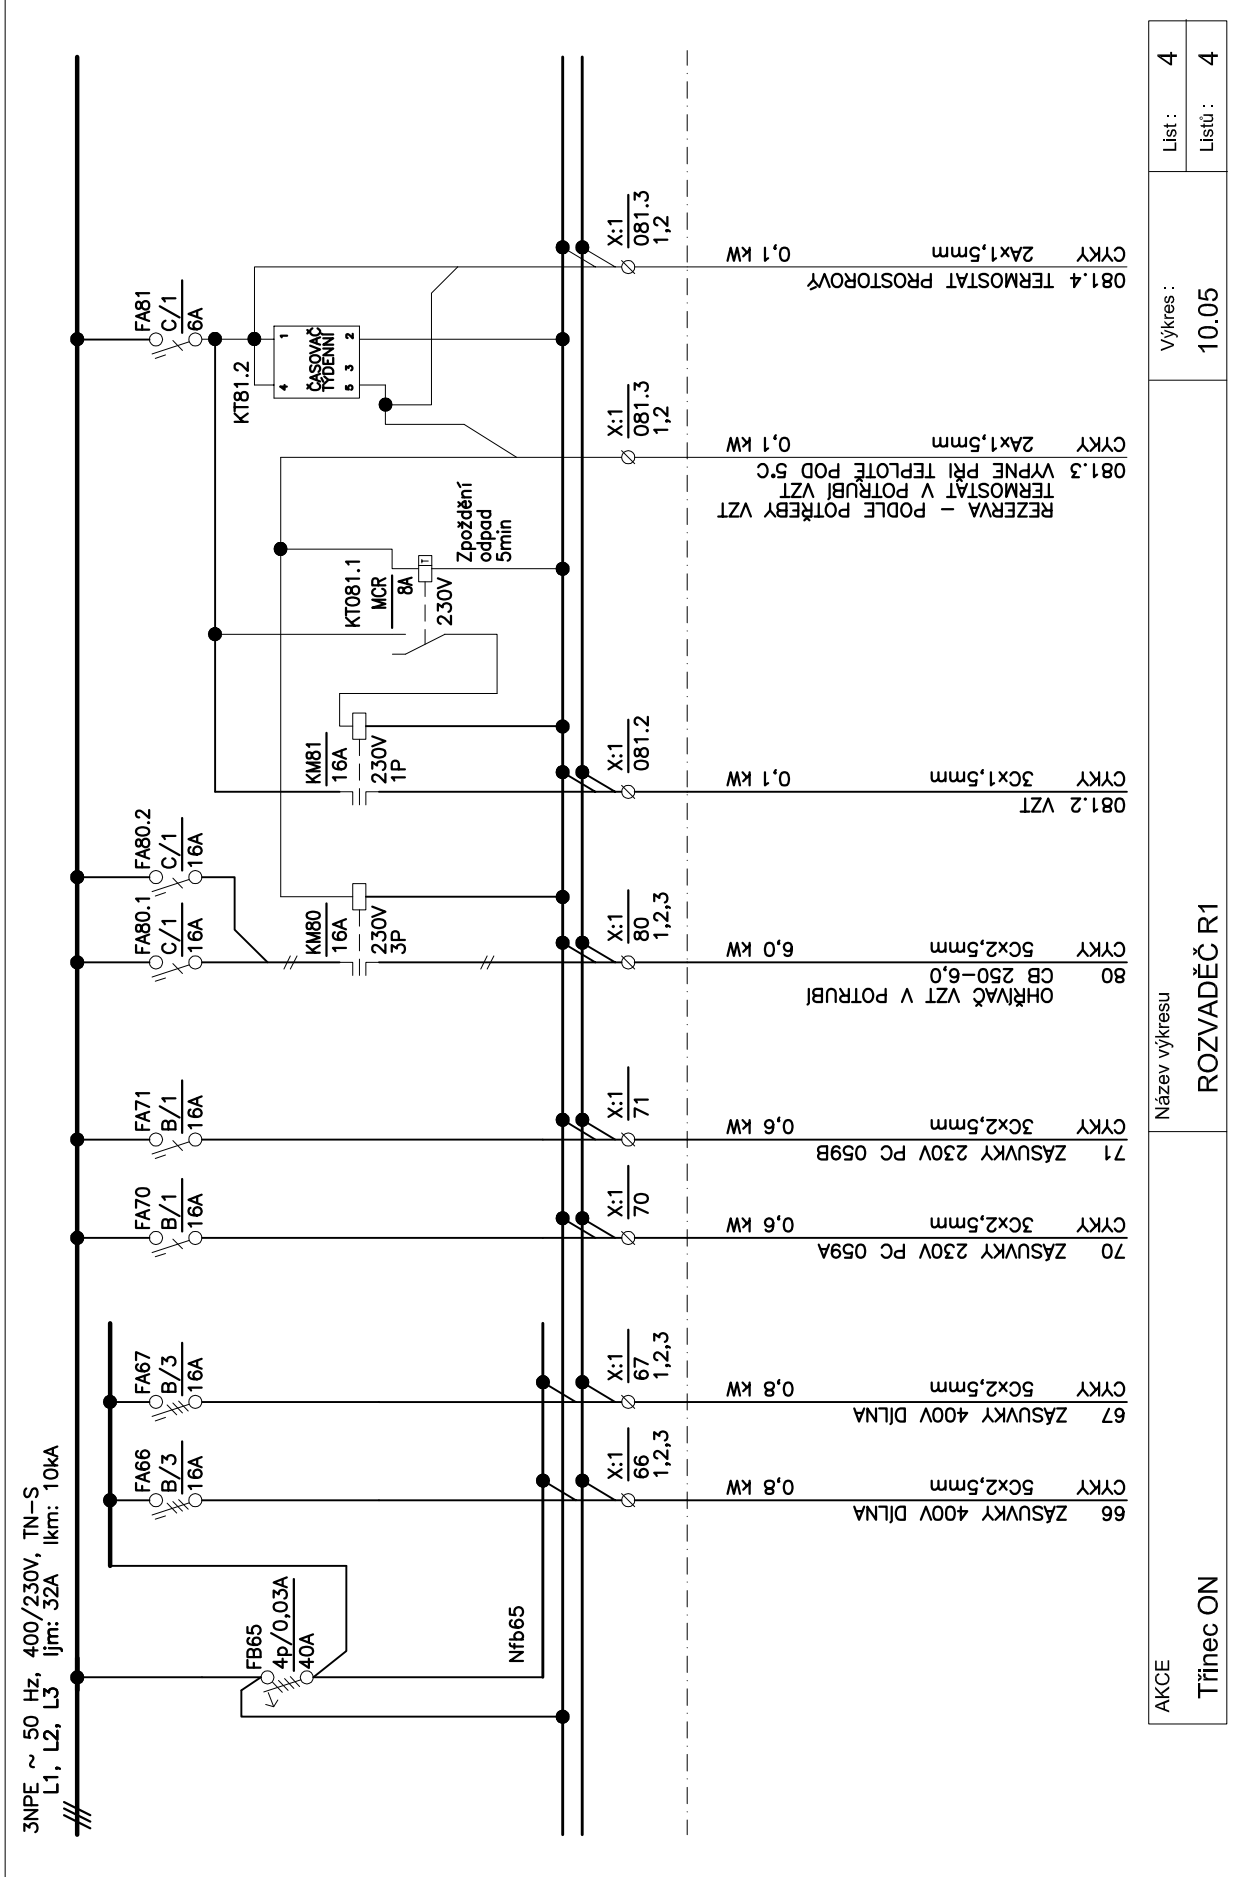 3NPE ~ 50 Hz, 400/230V, TN-S
L1, L2, L3 Ijm: 32A Ikm: 10kA
FB65
4p/0,03A
40A
Nfb65
FA66
B/3
16A
FA67
B/3
16A
FA70
B/1
16A
FA71
B/1
16A
FA80.1
C/1
16A
FA80.2
C/1
16A
FA81
C/1
6A
KM80
16A
230V
3P
KM81
16A
230V
1P
KT081.1
MCR
8A
T
230V
Zpoždění
odpad
5min
KT81.2
4 1
ČASOVAČ
TÝDENNÍ
5 3 2
X:1
66
1,2,3
X:1
67
1,2,3
X:1
70
X:1
71
X:1
80
1,2,3
X:1
081.2
X:1
081.3
1,2
X:1
081.3
1,2
CYKY 5Cx2,5mm 0,8 kW
66 ZÁSUVKY 400V DÍLNA
CYKY 5Cx2,5mm 0,8 kW
67 ZÁSUVKY 400V DÍLNA
CYKY 3Cx2,5mm 0,6 kW
70 ZÁSUVKY 230V PC 059A
CYKY 3Cx2,5mm 0,6 kW
71 ZÁSUVKY 230V PC 059B
CYKY 5Cx2,5mm 6,0 kW
80 CB 250-6,0
OHŘÍVAČ VZT V POTRUBÍ
CYKY 3Cx1,5mm 0,1 kW
081.2 VZT
CYKY 2Ax1,5mm 0,1 kW
081.3 VYPNE PŘI TEPLOTE POD 5°C
TERMOSTAT V POTRUBÍ VZT
REZERVA - PODLE POTŘEBY VZT
CYKY 2Ax1,5mm 0,1 kW
081.4 TERMOSTAT PROSTOROVÝ
AKCE
Třinec ON
Název výkresu
ROZVADĚČ R1
Výkres :
10.05
List : 4
Listů : 4